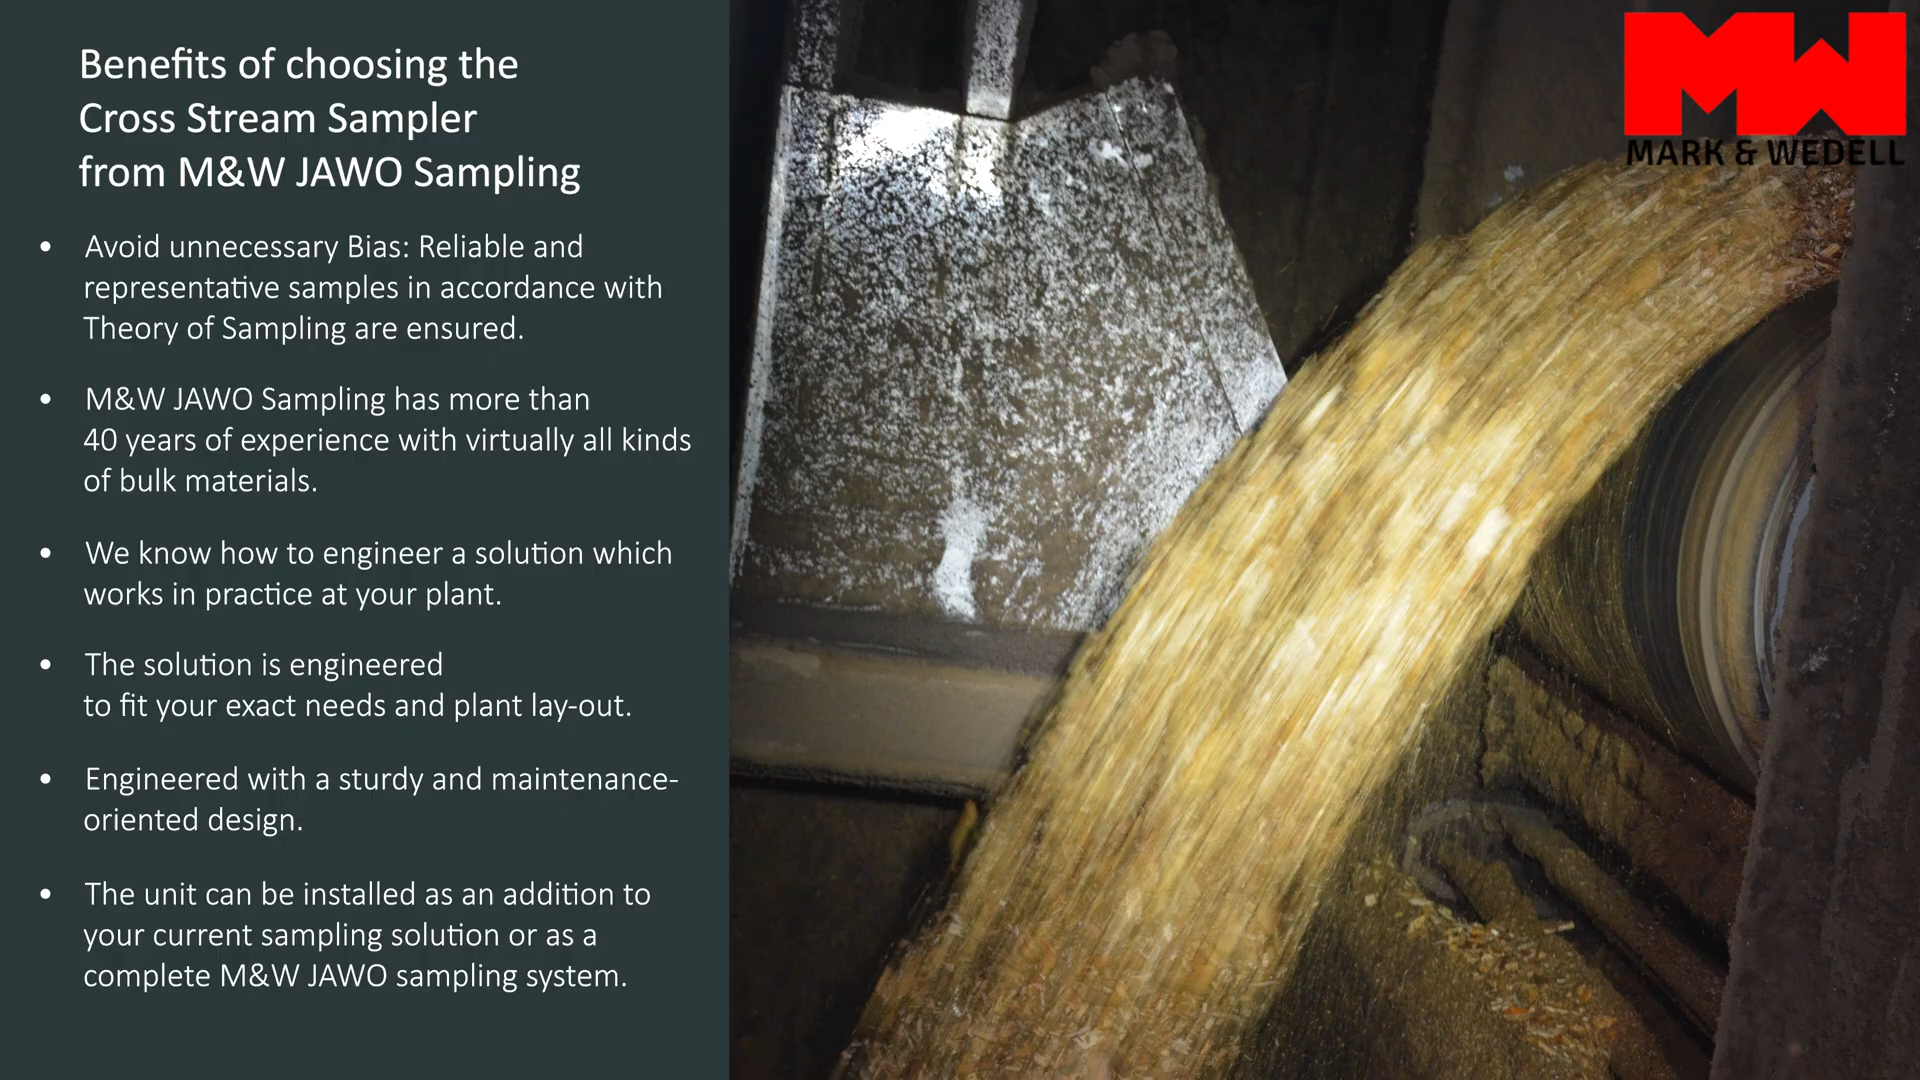 Benefits of choosing the
Cross Stream Sampler
from M&W JAWO Sampling
• Avoid unnecessary Bias: Reliable and
representative samples in accordance with
Theory of Sampling are ensured.
• M&W JAWO Sampling has more than
40 years of experience with virtually all kinds
of bulk materials.
• We know how to engineer a solution which
works in practice at your plant.
• The solution is engineered
to fit your exact needs and plant lay-out.
• Engineered with a sturdy and maintenance-
oriented design.
• The unit can be installed as an addition to
your current sampling solution or as a
complete M&W JAWO sampling system.
MW
MARK & WEDELL